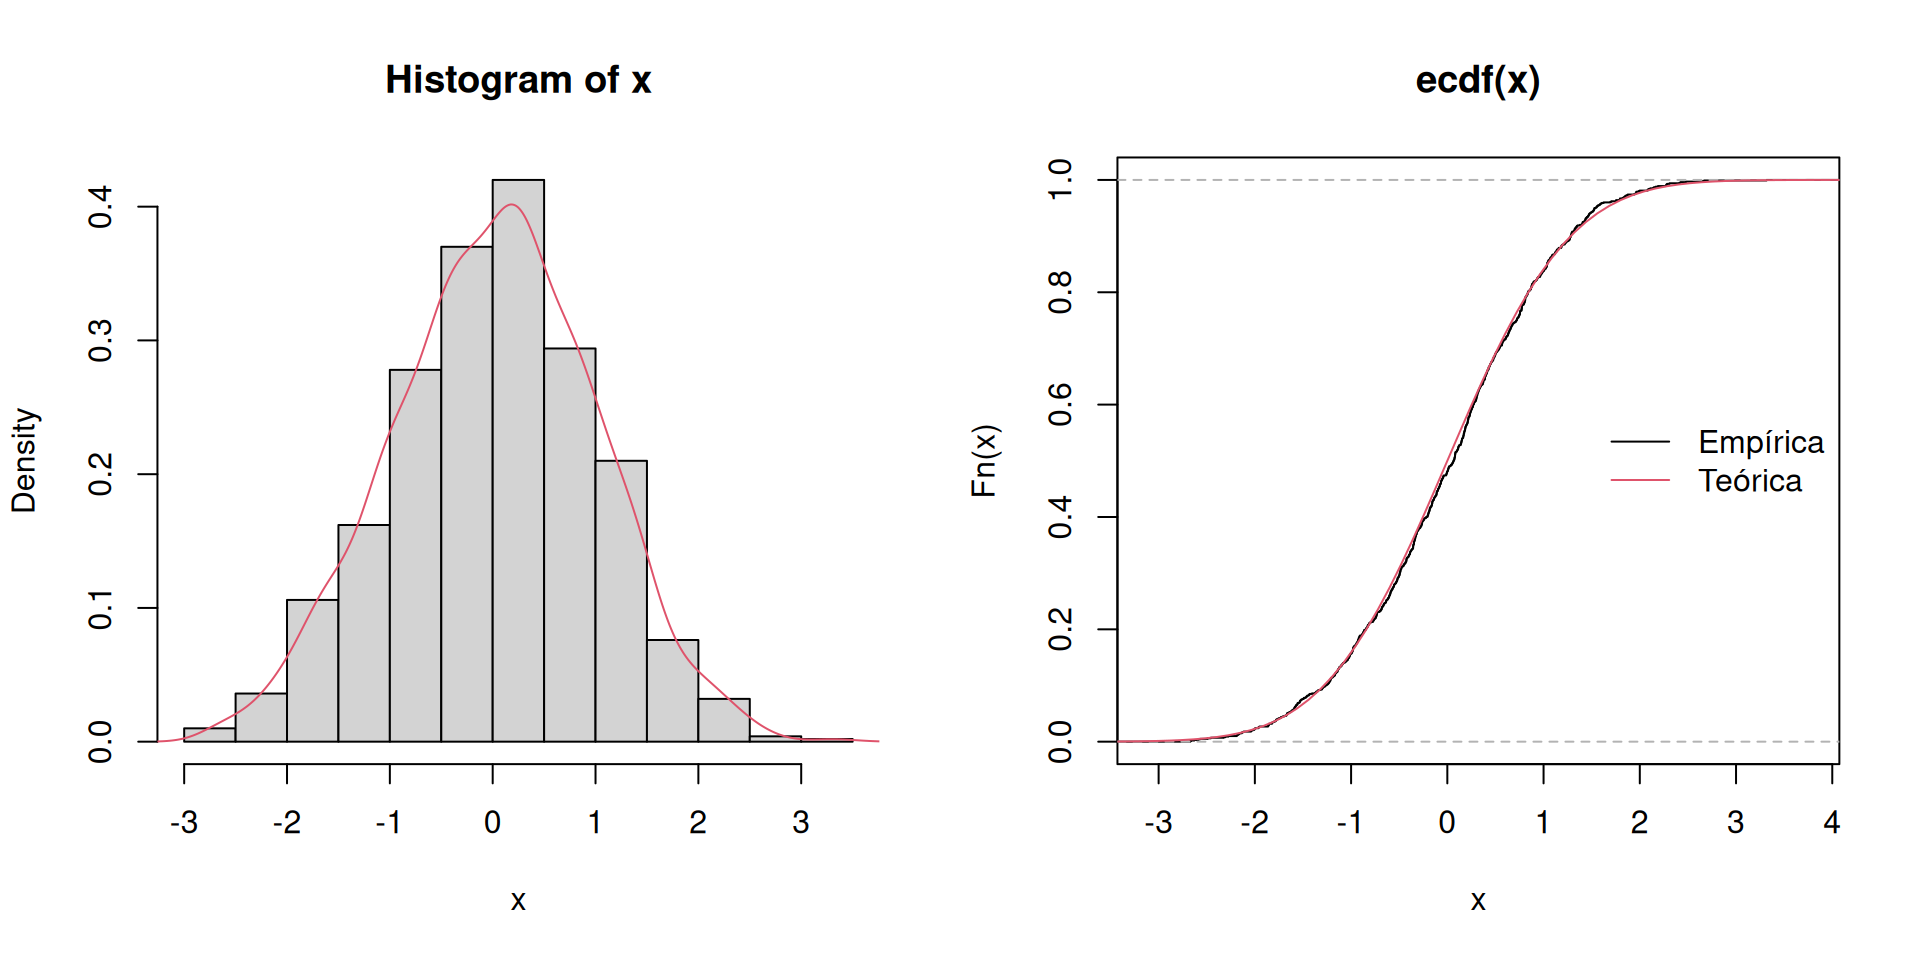 Histogram of x
Density
0.0 0.1 0.2 0.3 0.4
-3 -2 -1 0 1 2 3
x
ecdf(x)
Fn(x)
0.0 0.2 0.4 0.6 0.8 1.0
Empírica
Teórica
-3 -2 -1 0 1 2 3 4
x